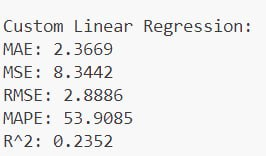 Custom Linear Regression:
MAE: 2.3669
MSE: 8.3442
RMSE: 2.8886
MAPE: 53.9085
R^2: 0.2352